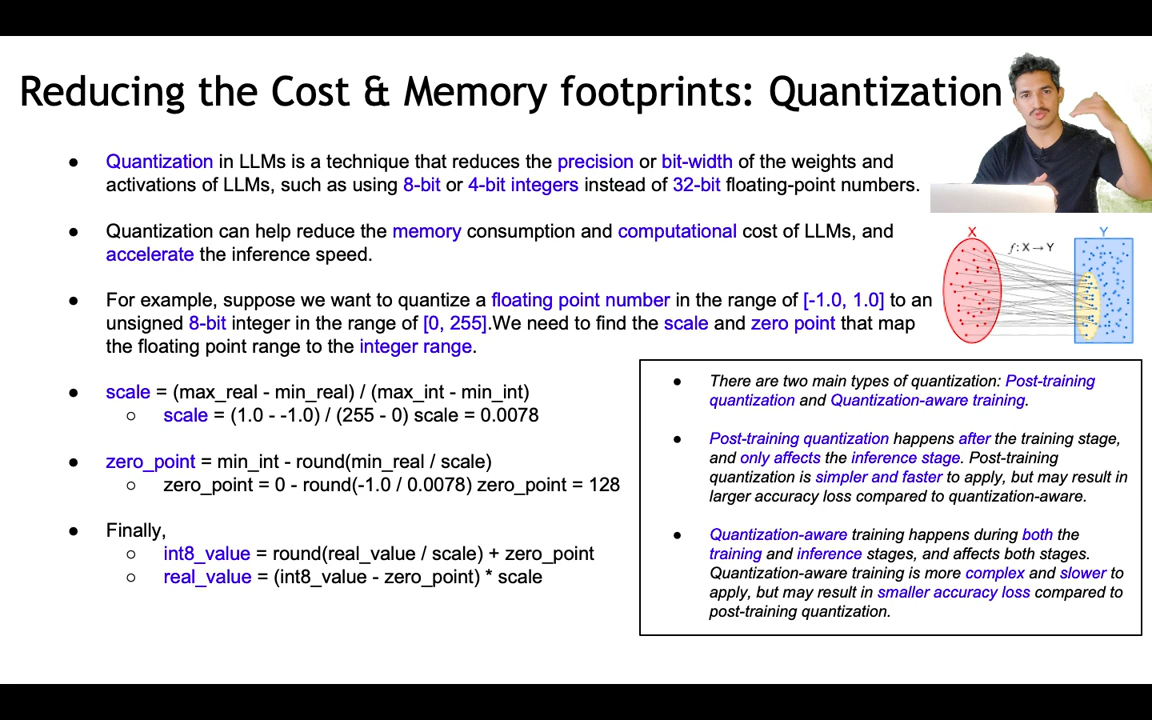 Reducing the Cost & Memory footprints: Quantization
● Quantization in LLMs is a technique that reduces the precision or bit-width of the weights and
activations of LLMs, such as using 8-bit or 4-bit integers instead of 32-bit floating-point numbers.
● Quantization can help reduce the memory consumption and computational cost of LLMs, and
accelerate the inference speed.
● For example, suppose we want to quantize a floating point number in the range of [-1.0, 1.0] to an
unsigned 8-bit integer in the range of [0, 255].We need to find the scale and zero point that map
the floating point range to the integer range.
● scale = (max_real - min_real) / (max_int - min_int)
○ scale = (1.0 - -1.0) / (255 - 0) scale = 0.0078
● zero_point = min_int - round(min_real / scale)
○ zero_point = 0 - round(-1.0 / 0.0078) zero_point = 128
● Finally,
○ int8_value = round(real_value / scale) + zero_point
○ real_value = (int8_value - zero_point) * scale
X
f: X → Y
Y
● There are two main types of quantization: Post-training
quantization and Quantization-aware training.
● Post-training quantization happens after the training stage,
and only affects the inference stage. Post-training
quantization is simpler and faster to apply, but may result in
larger accuracy loss compared to quantization-aware.
● Quantization-aware training happens during both the
training and inference stages, and affects both stages.
Quantization-aware training is more complex and slower to
apply, but may result in smaller accuracy loss compared to
post-training quantization.